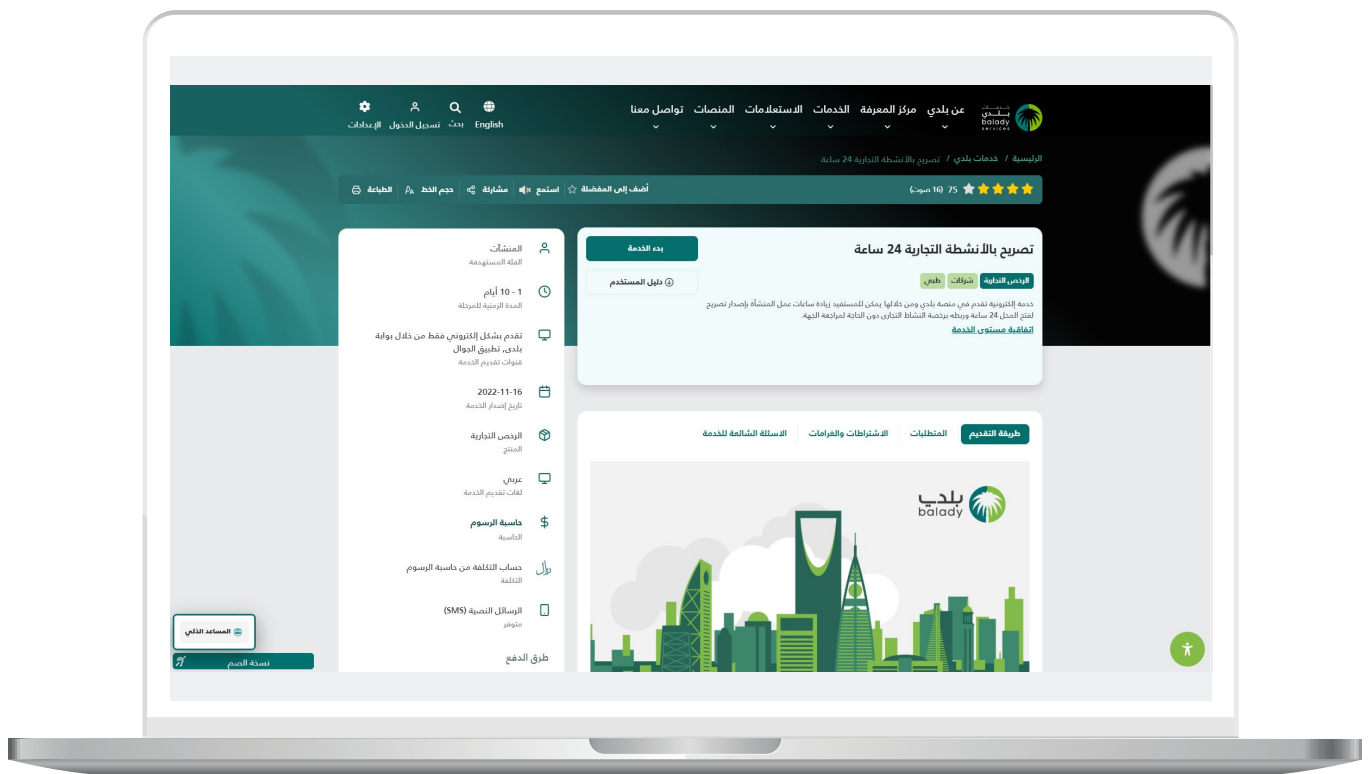 خدمات
بلدي
balady
services
عن بلدي
مركز المعرفة
الخدمات
الاستعلامات
المنصات
تواصل معنا
English
بحث
تسجيل الدخول
الإعدادات
الرئيسية / خدمات بلدي / تصريح بالأنشطة التجارية 24 ساعة
75 (16 صوت)
أضف إلى المفضلة
استمع
مشاركة
حجم الخط
الطباعة
تصريح بالأنشطة التجارية 24 ساعة
بدء الخدمة
الرخص التجارية
شركات
طبي
دليل المستخدم
خدمة إلكترونية تقدم في منصة بلدي ومن خلالها يمكن للمستفيد زيادة ساعات عمل المنشأة بإصدار تصريح
لفتح المحل 24 ساعة وربطه برخصة النشاط التجاري دون الحاجة لمراجعة الجهة.
اتفاقية مستوى الخدمة
المنشآت
الفئة المستهدفة
1 - 10 أيام
المدة الزمنية للمرحلة
تقدم بشكل إلكتروني فقط من خلال بوابة
بلدي, تطبيق الجوال
قنوات تقديم الخدمة
2022-11-16
تاريخ إصدار الخدمة
الرخص التجارية
المنتج
عربي
لغات تقديم الخدمة
حاسبة الرسوم
الحاسبة
ريال
حساب التكلفة من حاسبة الرسوم
التكلفة
الرسائل النصية (SMS)
متوفر
طرق الدفع
طريقة التقديم
المتطلبات
الاشتراطات والغرامات
الاسئلة الشائعة للخدمة
بلدي
balady
المساعد الذكي
نسخة الصم